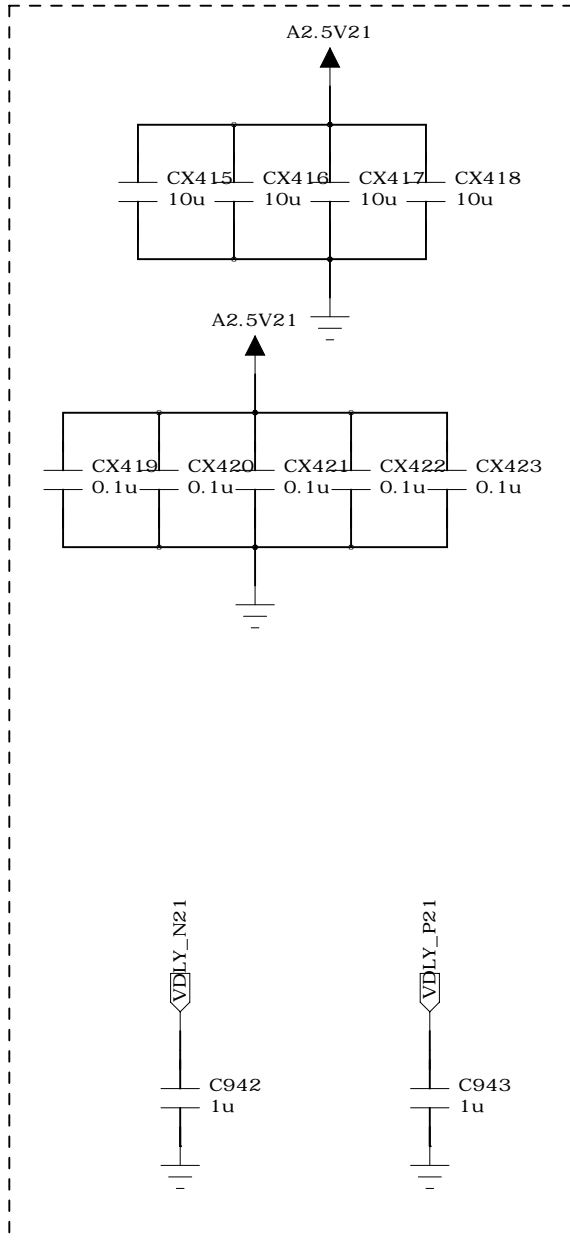 A2.5V21
CX415 CX416 CX417 CX418
10u 10u 10u 10u
A2.5V21
CX419 CX420 CX421 CX422 CX423
0.1u 0.1u 0.1u 0.1u 0.1u
VDLY_N21
VDLY_P21
C942 C943
1u 1u